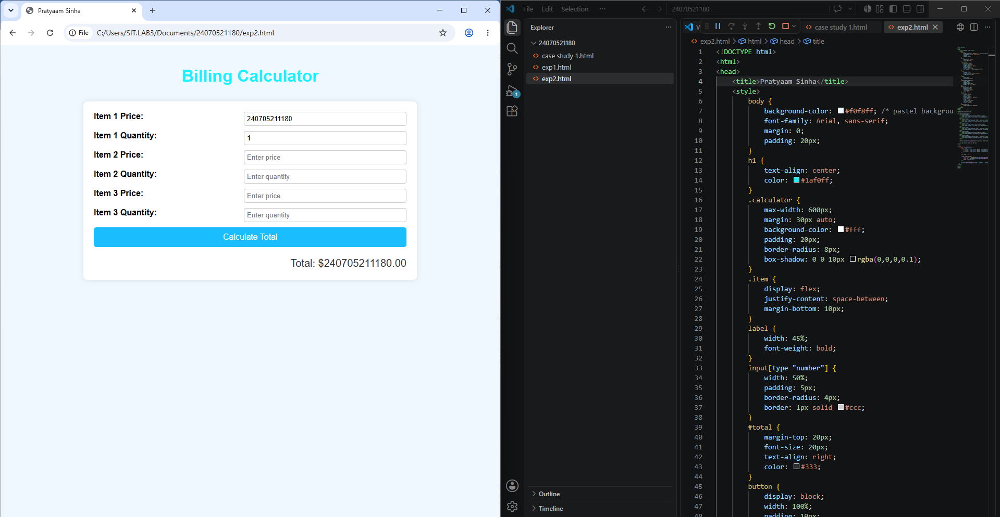 Pratyaam Sinha
File
C:/Users/SIT.LAB3/Documents/24070521180/exp2.html
Billing Calculator
Item 1 Price:
240705211180
Item 1 Quantity:
1
Item 2 Price:
Enter price
Item 2 Quantity:
Enter quantity
Item 3 Price:
Enter price
Item 3 Quantity:
Enter quantity
Calculate Total
Total: $240705211180.00
File Edit Selection ···
24070521180
Explorer
24070521180
case study 1.html
exp1.html
exp2.html
1
Outline
Timeline
case study 1.html
exp2.html
exp2.html > html > head > title
1 <!DOCTYPE html>
2 <html>
3 <head>
4 <title>Pratyaam Sinha</title>
5 <style>
6 body {
7 background-color: #f0f8ff; /* pastel backgrou
8 font-family: Arial, sans-serif;
9 margin: 0;
10 padding: 20px;
11 }
12 h1 {
13 text-align: center;
14 color: #1af0ff;
15 }
16 .calculator {
17 max-width: 600px;
18 margin: 30px auto;
19 background-color: #fff;
20 padding: 20px;
21 border-radius: 8px;
22 box-shadow: 0 0 10px rgba(0,0,0,0.1);
23 }
24 .item {
25 display: flex;
26 justify-content: space-between;
27 margin-bottom: 10px;
28 }
29 label {
30 width: 45%;
31 font-weight: bold;
32 }
33 input[type="number"] {
34 width: 50%;
35 padding: 5px;
36 border-radius: 4px;
37 border: 1px solid #ccc;
38 }
39 #total {
40 margin-top: 20px;
41 font-size: 20px;
42 text-align: right;
43 color: #333;
44 }
45 button {
46 display: block;
47 width: 100%;
48 padding: 10px;